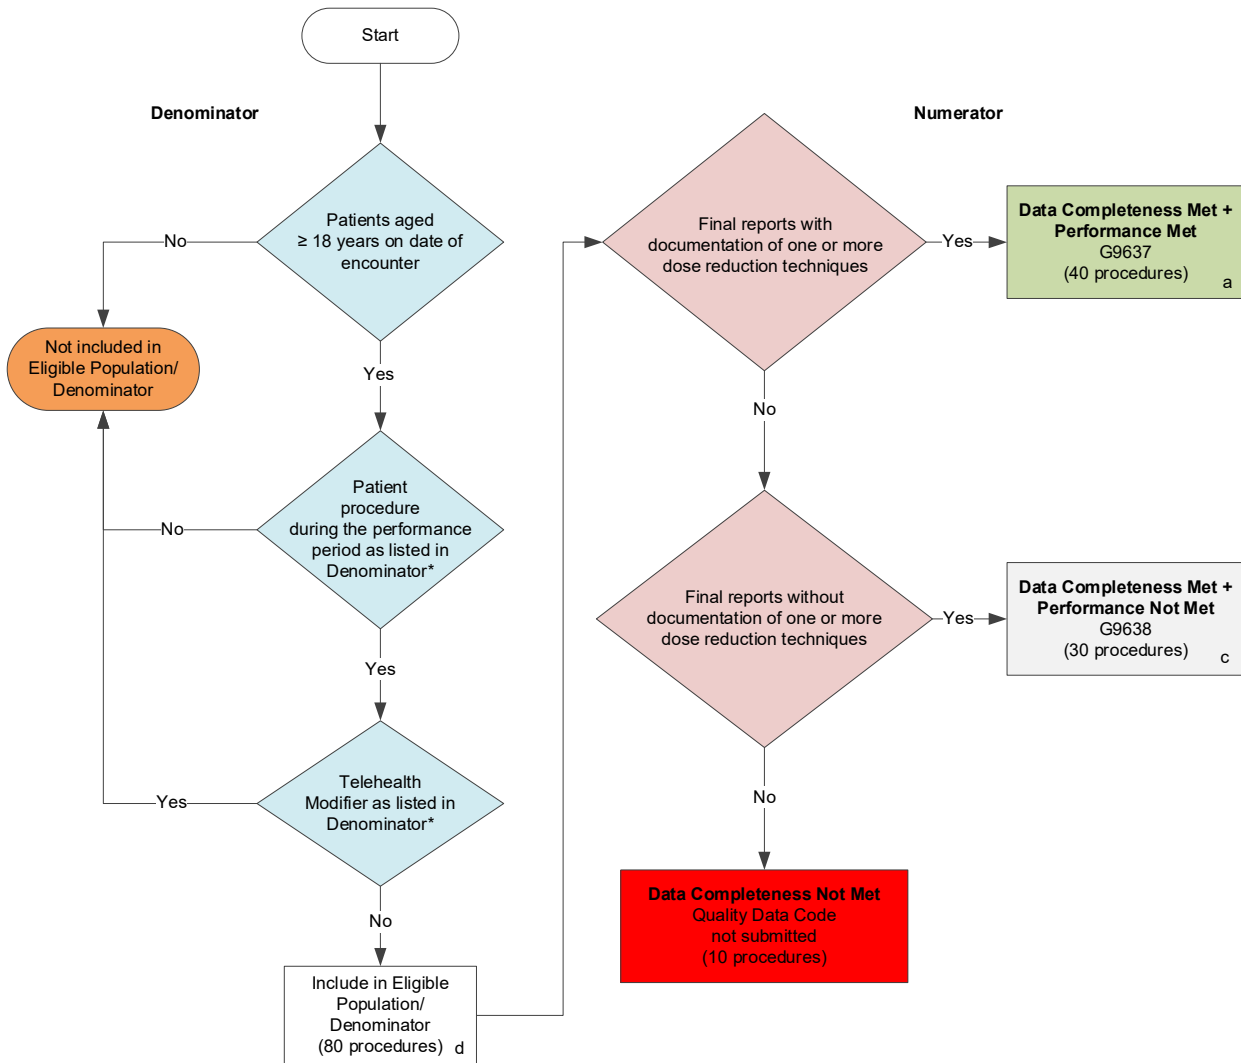 Start
Denominator
Patients aged
≥ 18 years on date of
encounter
No
Not included in
Eligible Population/
Denominator
Yes
Patient
procedure
during the performance
period as listed in
Denominator*
No
Yes
Telehealth
Modifier as listed in
Denominator*
Yes
No
Include in Eligible
Population/
Denominator
(80 procedures) d
Numerator
Final reports with
documentation of one or more
dose reduction techniques
Yes
Data Completeness Met +
Performance Met
G9637
(40 procedures)
a
No
Final reports without
documentation of one or more
dose reduction techniques
Yes
Data Completeness Met +
Performance Not Met
G9638
(30 procedures)
c
No
Data Completeness Not Met
Quality Data Code
not submitted
(10 procedures)